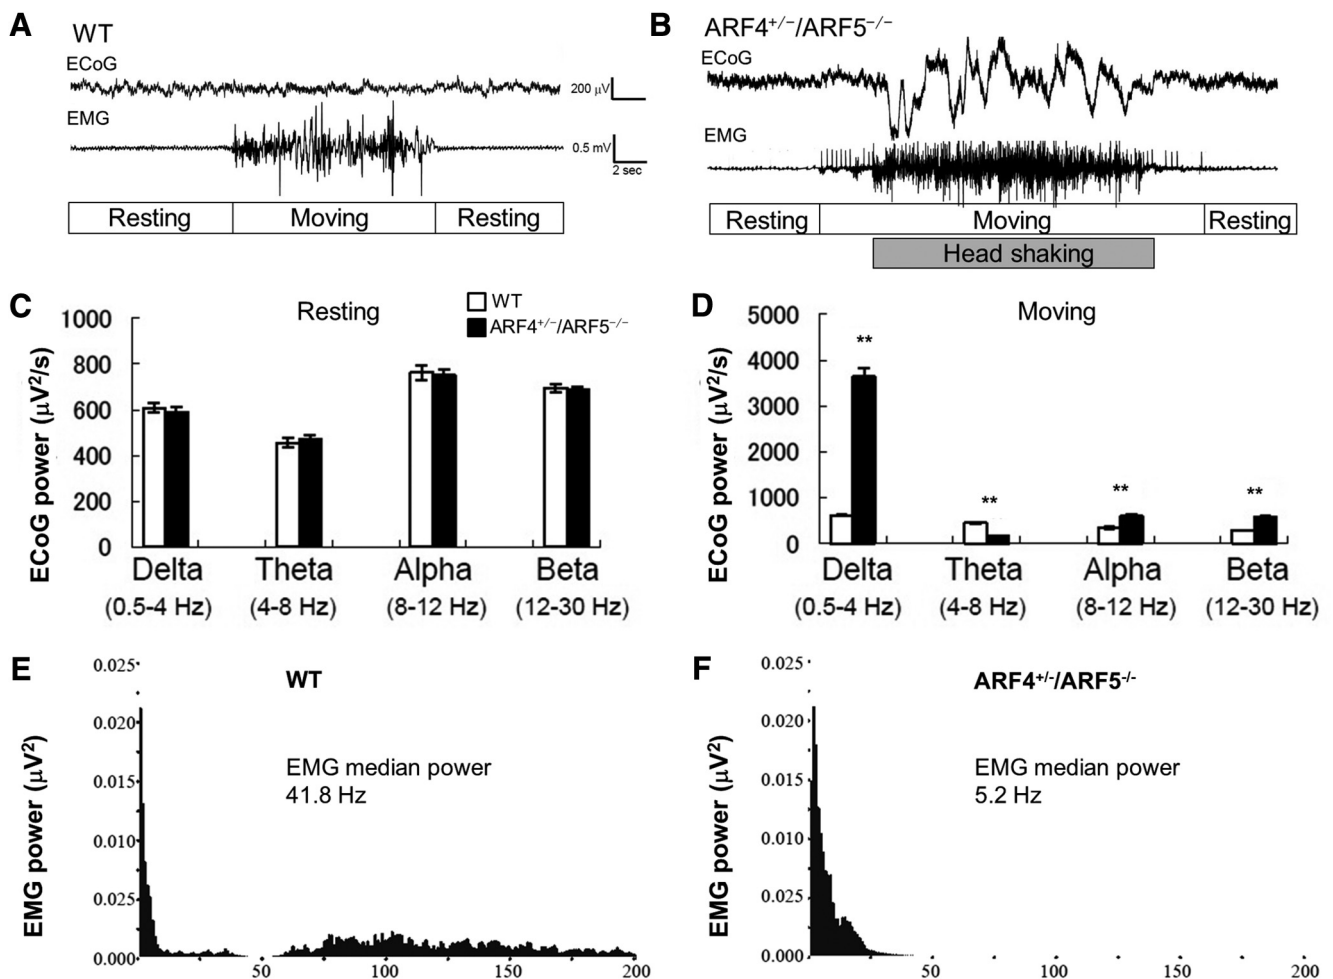 A
WT
ECoG
200 μV
EMG
0.5 mV
2 sec
Resting Moving Resting
B
ARF4+/−/ARF5−/−
ECoG
EMG
Resting Moving Resting
Head shaking
C
Resting
WT
ARF4+/−/ARF5−/−
ECoG power (μV2/s)
1000
800
600
400
200
0
Delta Theta Alpha Beta
(0.5-4 Hz) (4-8 Hz) (8-12 Hz) (12-30 Hz)
D
Moving
ECoG power (μV2/s)
5000
4000
3000
2000
1000
0
**
**
**
**
Delta Theta Alpha Beta
(0.5-4 Hz) (4-8 Hz) (8-12 Hz) (12-30 Hz)
E
WT
EMG median power
41.8 Hz
EMG power (μV2)
0.025
0.020
0.015
0.010
0.025
0.000
50 100 150 200
F
ARF4+/-/ARF5-/-
EMG median power
5.2 Hz
EMG power (μV2)
0.025
0.020
0.015
0.010
0.025
0.000
50 100 150 200